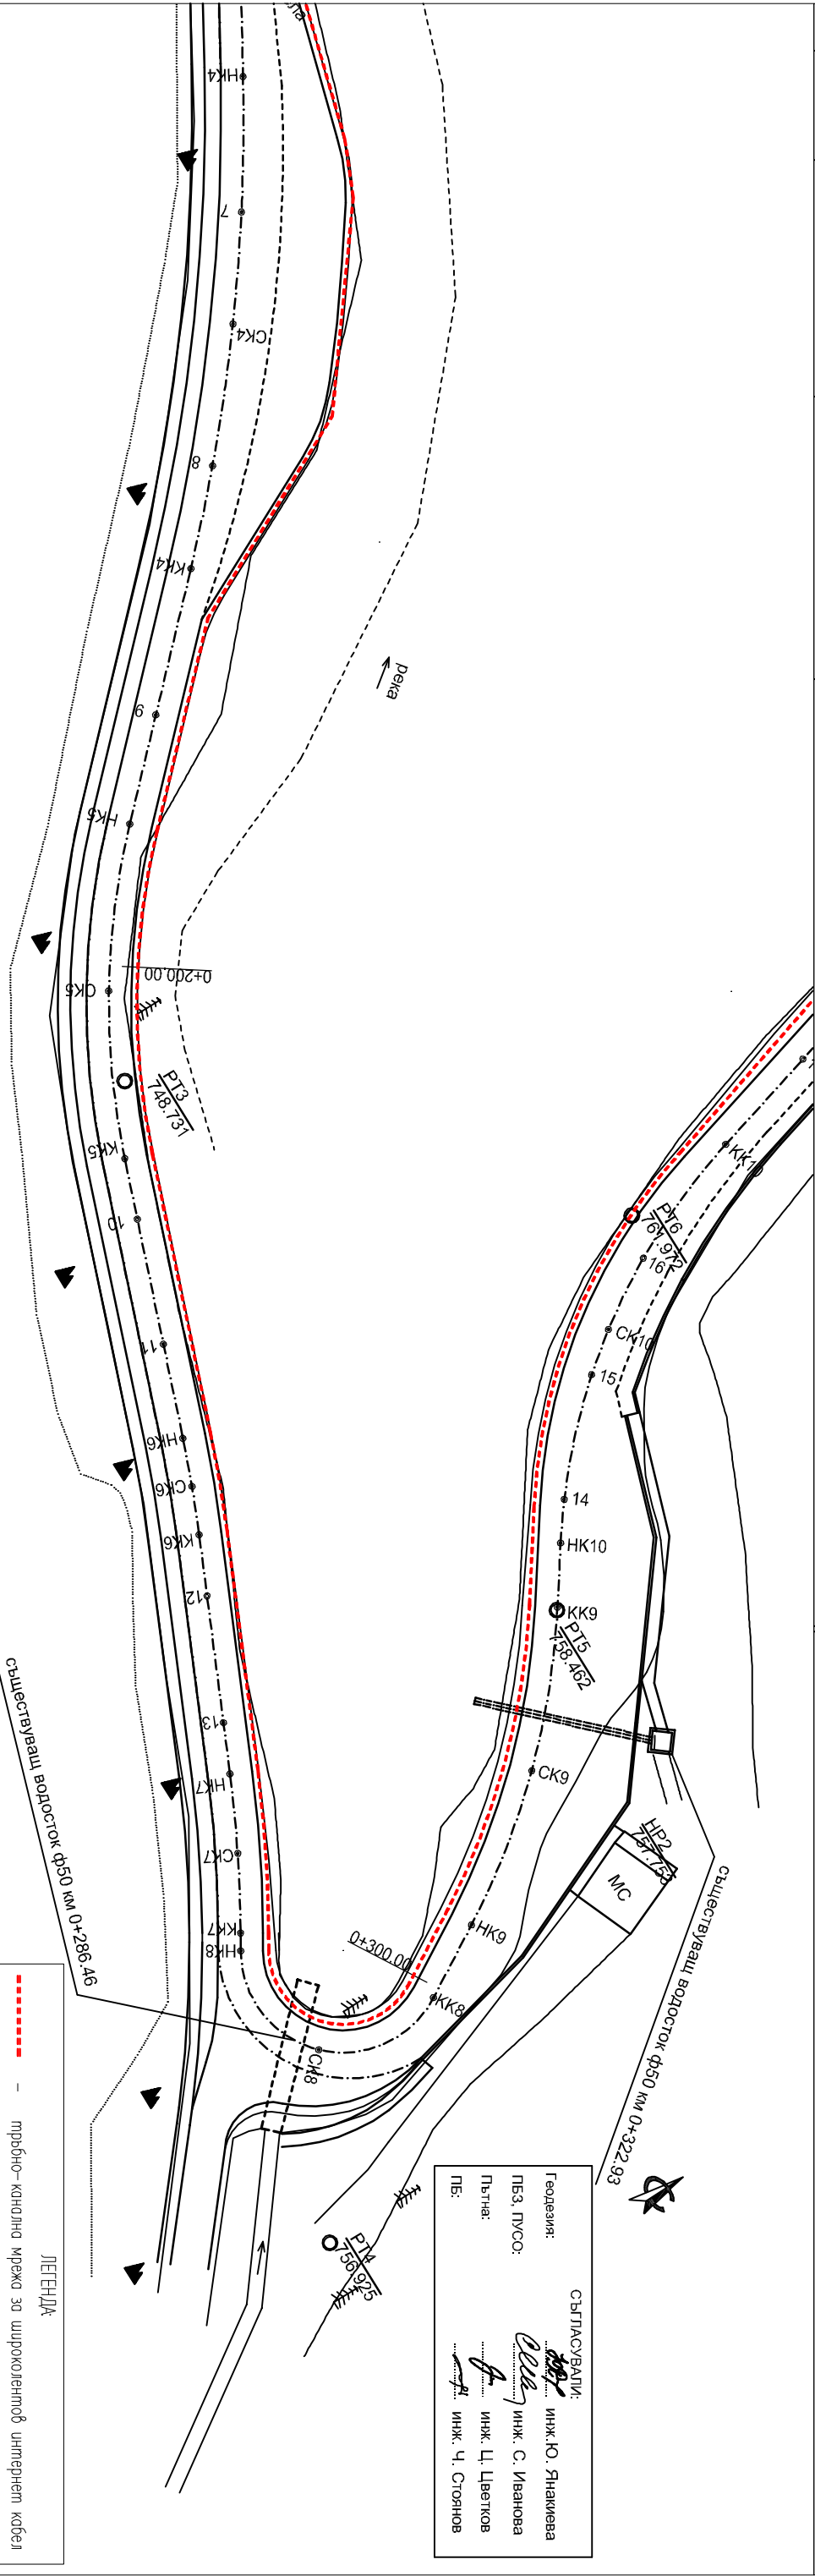 НК4
7
СК4
8
КК4
река
9
НК5
0+200.00
СК5
РТ3
748.731
КК5
10
11
НК6
СК6
КК6
12
13
НК7
СК7
КК7
НК8
СК8
0+300.00
КК8
НК9
СК9
РТ5
758.462
КК9
НК10
14
15
СК10
16
РТ6
761.972
НР2
МС
РТ4
756.925
съществуващ водосток ф50 км 0+286.46
съществуващ водосток ф50 км 0+322.93
СЪГЛАСУВАЛИ:
Геодезия: инж.Ю. Янакиева
ПБЗ, ПУСО: инж. С. Иванова
Пътна: инж. Ц. Цветков
ПБ: инж. Ч. Стоянов
ЛЕГЕНДА:
– тръбно-канална мрежа за широколентов интернет кабел